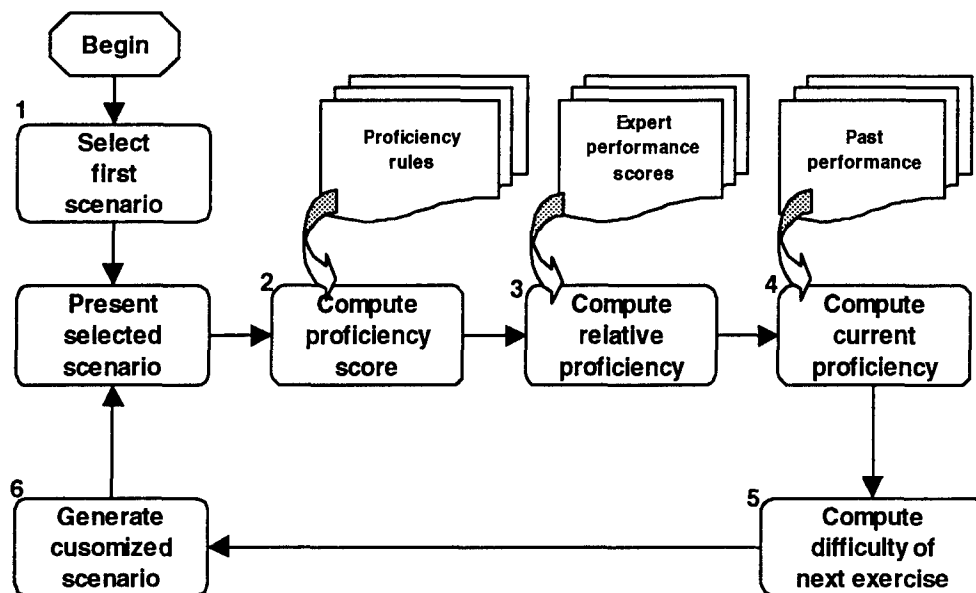 Begin
1
Select
first
scenario
Proficiency
rules
Expert
performance
scores
Past
performance
Present
selected
scenario
2
Compute
proficiency
score
3
Compute
relative
proficiency
4
Compute
current
proficiency
6
Generate
cusomized
scenario
5
Compute
difficulty of
next exercise